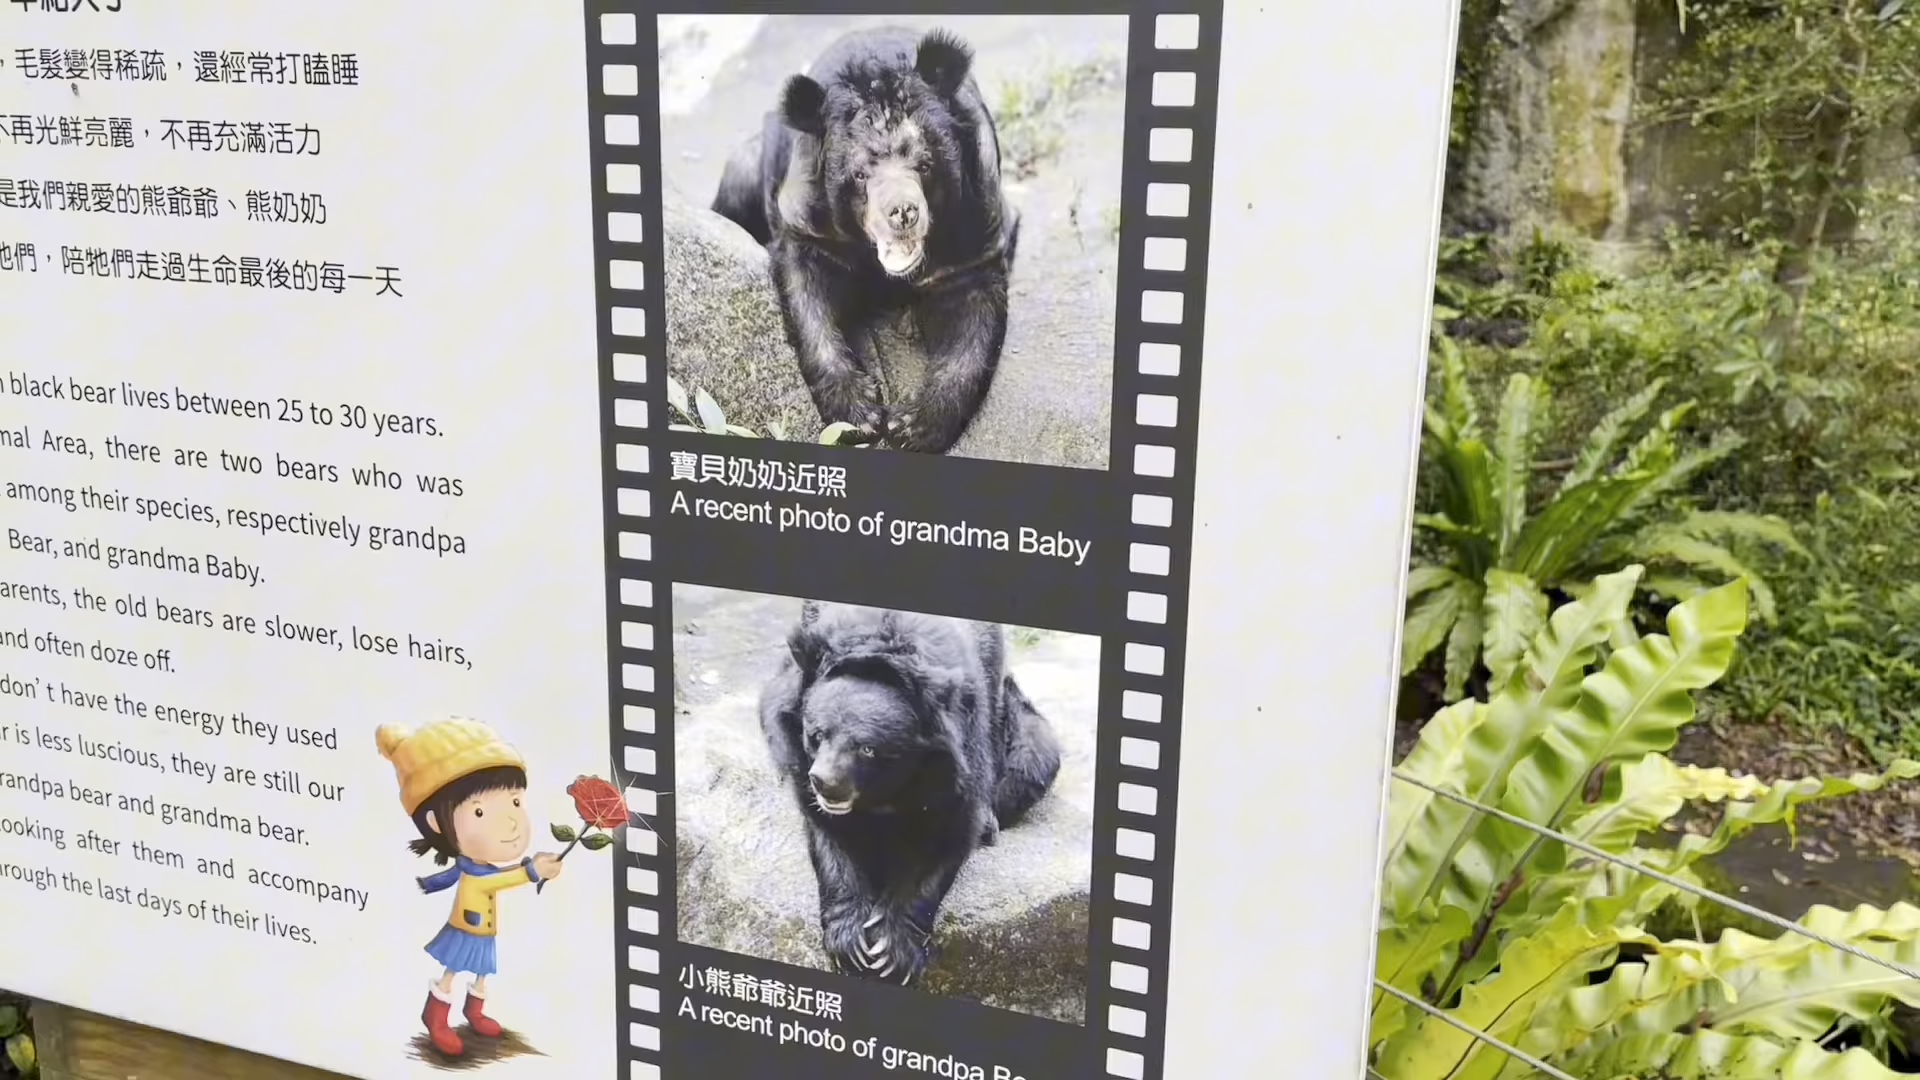 ，毛髮變得稀疏，還經常打瞌睡
不再光鮮亮麗，不再充滿活力
是我們親愛的熊爺爺、熊奶奶
牠們，陪牠們走過生命最後的每一天
black bear lives between 25 to 30 years.
mal Area, there are two bears who was
among their species, respectively grandpa
Bear, and grandma Baby.
arents, the old bears are slower, lose hairs,
and often doze off.
don't have the energy they used
r is less luscious, they are still our
randpa bear and grandma bear.
ooking after them and accompany
hrough the last days of their lives.
寶貝奶奶近照
A recent photo of grandma Baby
小熊爺爺近照
A recent photo of grandpa